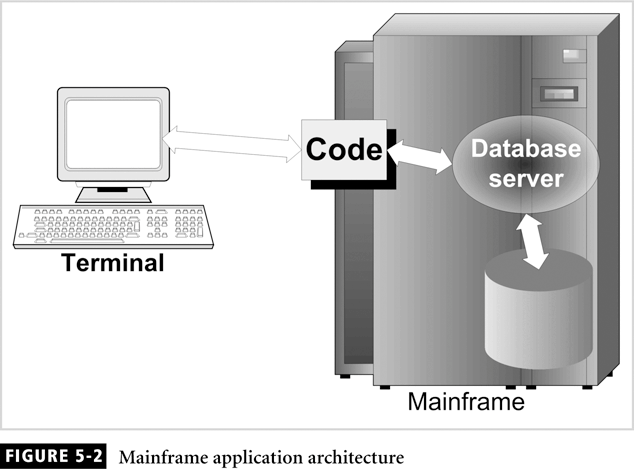 Code
Database
server
Terminal
Mainframe
FIGURE 5-2 Mainframe application architecture